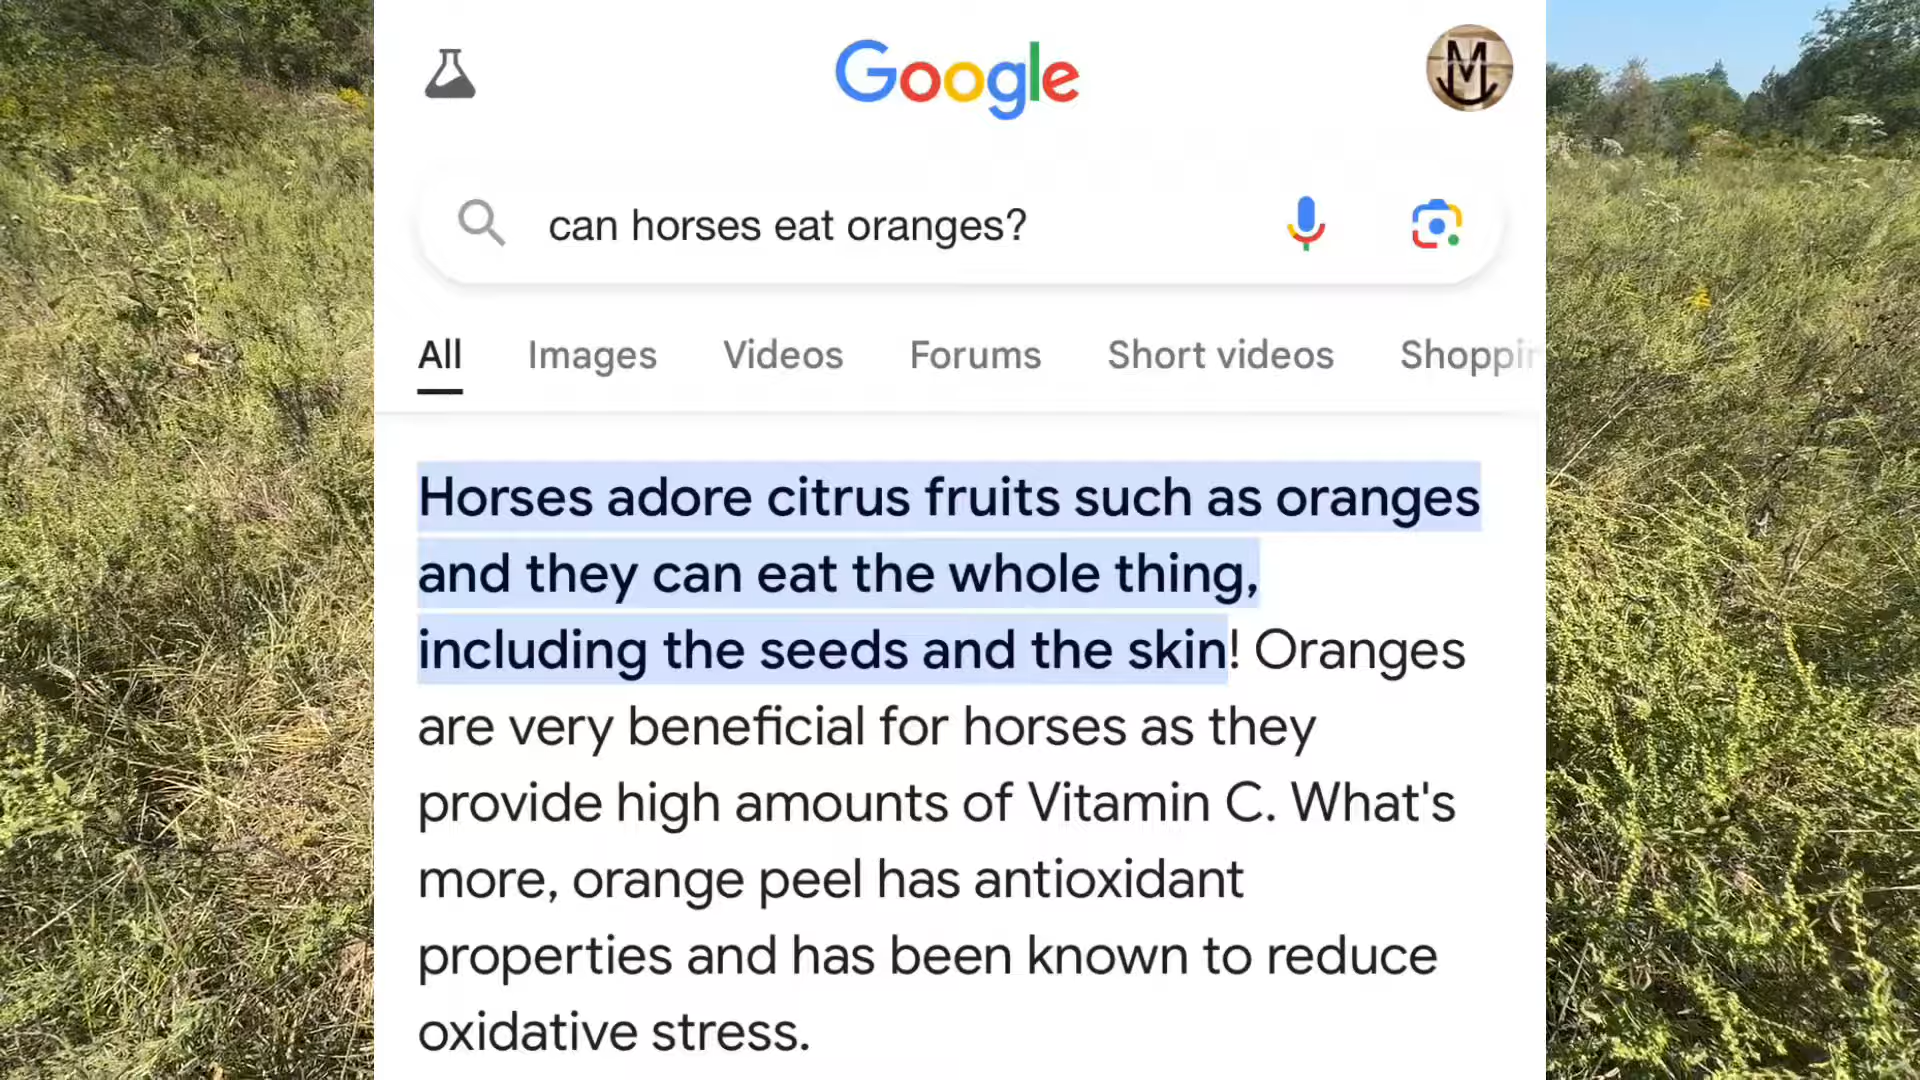 Google
M
can horses eat oranges?
All Images Videos Forums Short videos Shoppin
Horses adore citrus fruits such as oranges
and they can eat the whole thing,
including the seeds and the skin! Oranges
are very beneficial for horses as they
provide high amounts of Vitamin C. What's
more, orange peel has antioxidant
properties and has been known to reduce
oxidative stress.